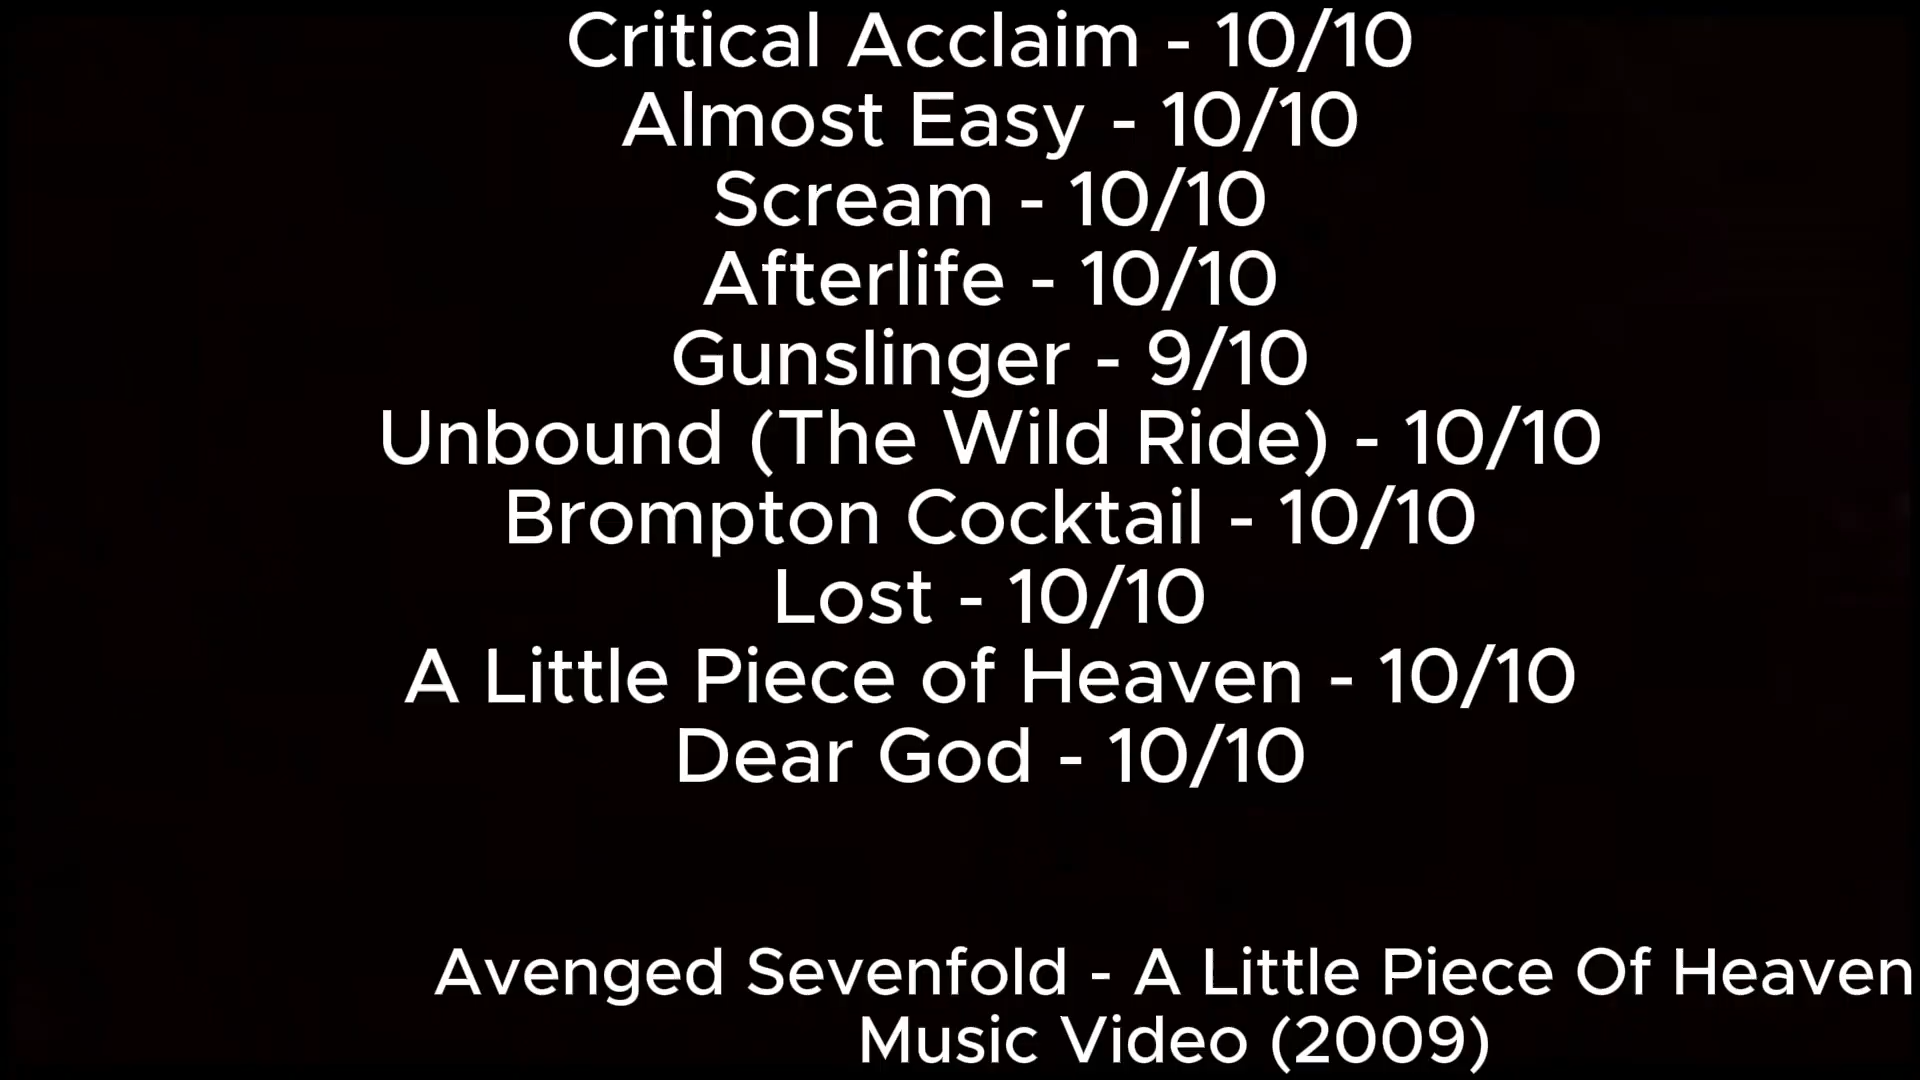 Critical Acclaim - 10/10
Almost Easy - 10/10
Scream - 10/10
Afterlife - 10/10
Gunslinger - 9/10
Unbound (The Wild Ride) - 10/10
Brompton Cocktail - 10/10
Lost - 10/10
A Little Piece of Heaven - 10/10
Dear God - 10/10
Avenged Sevenfold - A Little Piece Of Heaven
Music Video (2009)